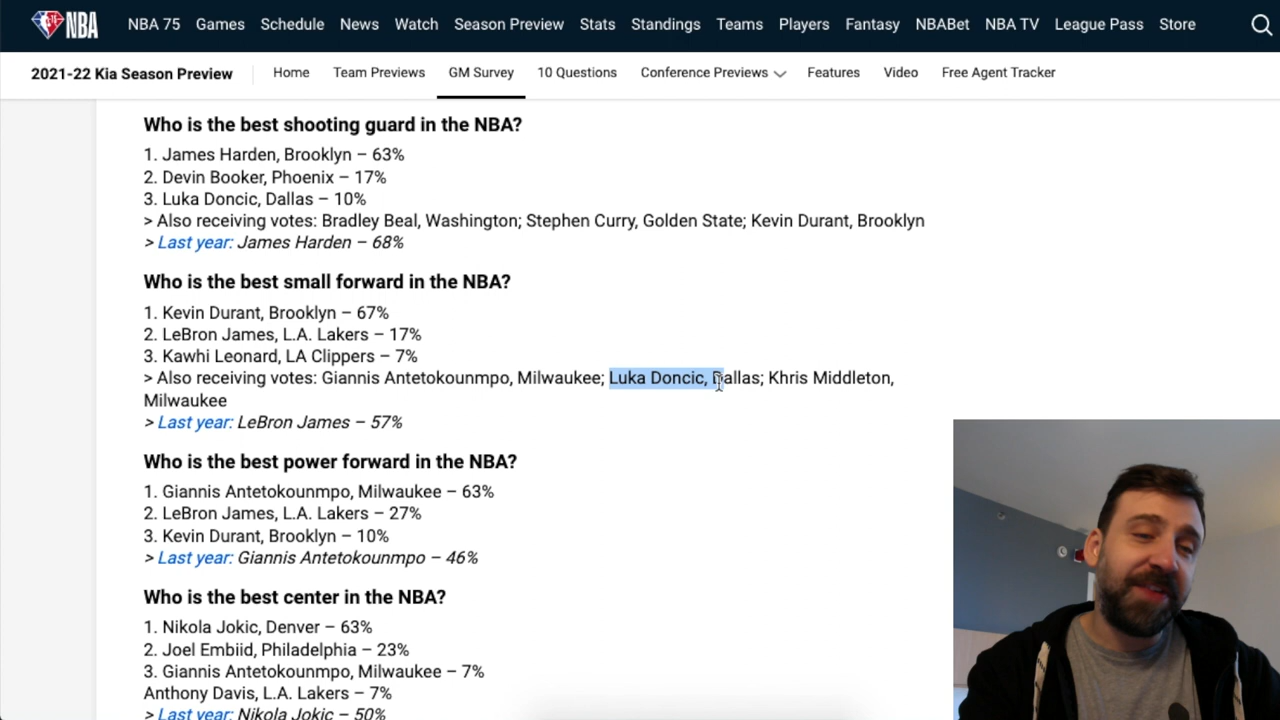 NBA
NBA 75 Games Schedule News Watch Season Preview Stats Standings Teams Players Fantasy NBABet NBA TV League Pass Store
2021-22 Kia Season Preview Home Team Previews GM Survey 10 Questions Conference Previews Features Video Free Agent Tracker
Who is the best shooting guard in the NBA?
1. James Harden, Brooklyn – 63%
2. Devin Booker, Phoenix – 17%
3. Luka Doncic, Dallas – 10%
> Also receiving votes: Bradley Beal, Washington; Stephen Curry, Golden State; Kevin Durant, Brooklyn
> Last year: James Harden – 68%
Who is the best small forward in the NBA?
1. Kevin Durant, Brooklyn – 67%
2. LeBron James, L.A. Lakers – 17%
3. Kawhi Leonard, LA Clippers – 7%
> Also receiving votes: Giannis Antetokounmpo, Milwaukee; Luka Doncic, Dallas; Khris Middleton,
Milwaukee
> Last year: LeBron James – 57%
Who is the best power forward in the NBA?
1. Giannis Antetokounmpo, Milwaukee – 63%
2. LeBron James, L.A. Lakers – 27%
3. Kevin Durant, Brooklyn – 10%
> Last year: Giannis Antetokounmpo – 46%
Who is the best center in the NBA?
1. Nikola Jokic, Denver – 63%
2. Joel Embiid, Philadelphia – 23%
3. Giannis Antetokounmpo, Milwaukee – 7%
Anthony Davis, L.A. Lakers – 7%
> Last year: Nikola Jokic – 50%